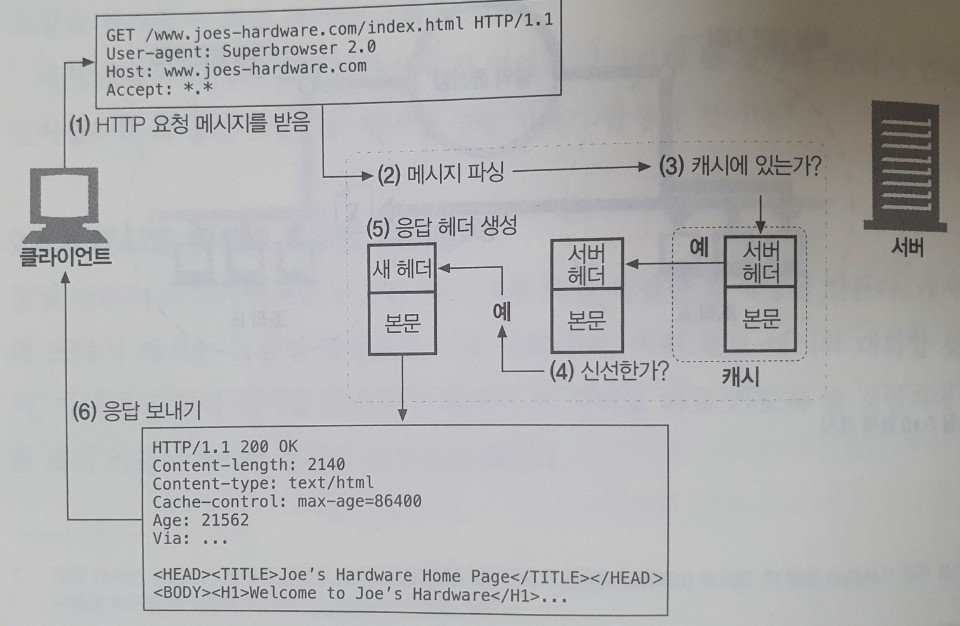 GET /www.joes-hardware.com/index.html HTTP/1.1
User-agent: Superbrowser 2.0
Host: www.joes-hardware.com
Accept: *.*
(1) HTTP 요청 메시지를 받음
(2) 메시지 파싱
(3) 캐시에 있는가?
클라이언트
서버
(5) 응답 헤더 생성
새 헤더
본문
예
서버
헤더
본문
예
서버
헤더
본문
(4) 신선한가?
캐시
(6) 응답 보내기
HTTP/1.1 200 OK
Content-length: 2140
Content-type: text/html
Cache-control: max-age=86400
Age: 21562
Via: ...
<HEAD><TITLE>Joe's Hardware Home Page</TITLE></HEAD>
<BODY><H1>Welcome to Joe's Hardware</H1>...